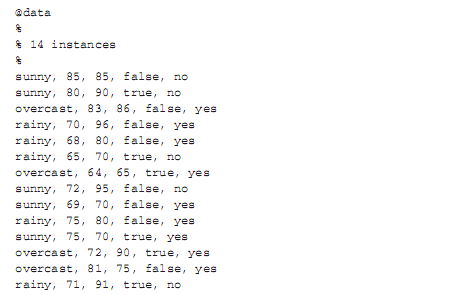 @data
%
% 14 instances
%
sunny, 85, 85, false, no
sunny, 80, 90, true, no
overcast, 83, 86, false, yes
rainy, 70, 96, false, yes
rainy, 68, 80, false, yes
rainy, 65, 70, true, no
overcast, 64, 65, true, yes
sunny, 72, 95, false, no
sunny, 69, 70, false, yes
rainy, 75, 80, false, yes
sunny, 75, 70, true, yes
overcast, 72, 90, true, yes
overcast, 81, 75, false, yes
rainy, 71, 91, true, no